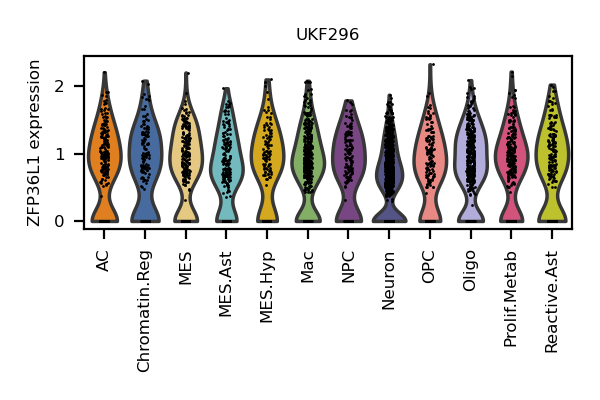 UKF296
ZFP36L1 expression
2
1
0
AC
Chromatin.Reg
MES
MES.Ast
MES.Hyp
Mac
NPC
Neuron
OPC
Oligo
Prolif.Metab
Reactive.Ast